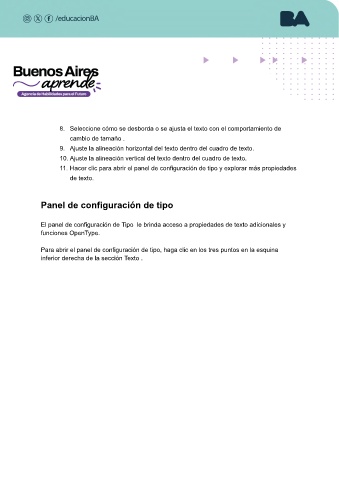 /educacionBA
BA
Buenos Aires
aprende
Agencia de Habilidades para el Futuro
8. Seleccione cómo se desborda o se ajusta el texto con el comportamiento de
cambio de tamaño .
9. Ajuste la alineación horizontal del texto dentro del cuadro de texto.
10. Ajuste la alineación vertical del texto dentro del cuadro de texto.
11. Hacer clic para abrir el panel de configuración de tipo y explorar más propiedades
de texto.
Panel de configuración de tipo
El panel de configuración de Tipo le brinda acceso a propiedades de texto adicionales y
funciones OpenType.
Para abrir el panel de configuración de tipo, haga clic en los tres puntos en la esquina
inferior derecha de la sección Texto .